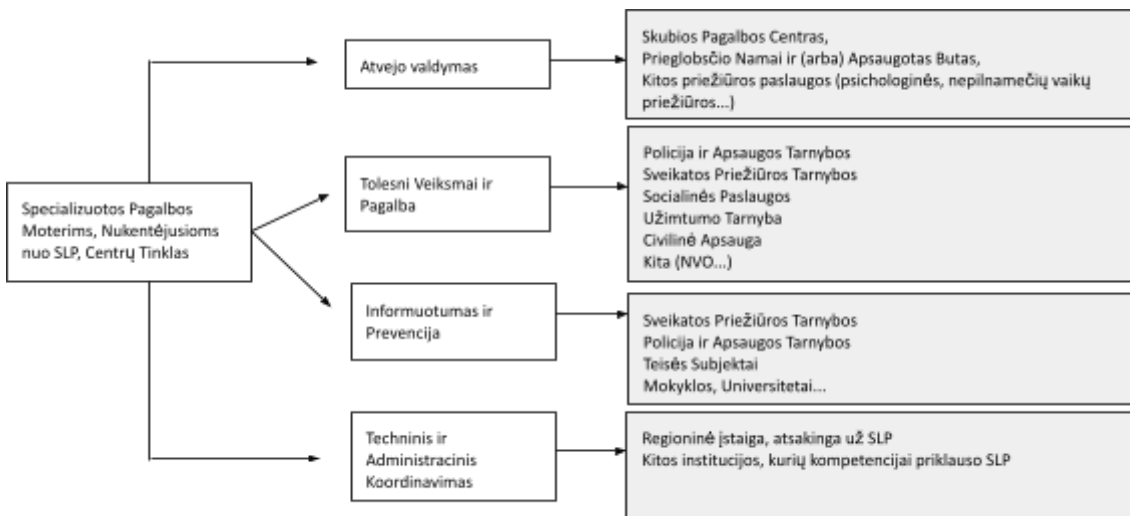 Specializuotos Pagalbos
Moterims, Nukentėjusioms
nuo SLP, Centrų Tinklas
Atvejo valdymas
Skubios Pagalbos Centras,
Prieglobsčio Namai ir (arba) Apsaugotas Butas,
Kitos priežiūros paslaugos (psichologinės, nepilnamečių vaikų
priežiūros...)
Tolesni Veiksmai ir
Pagalba
Policija ir Apsaugos Tarnybos
Sveikatos Priežiūros Tarnybos
Socialinės Paslaugos
Užimtumo Tarnyba
Civilinė Apsauga
Kita (NVO...)
Informuotumas ir
Prevencija
Sveikatos Priežiūros Tarnybos
Policija ir Apsaugos Tarnybos
Teisės Subjektai
Mokyklos, Universitetai...
Techninis ir
Administracinis
Koordinavimas
Regioninė įstaiga, atsakinga už SLP
Kitos institucijos, kurių kompetencijai priklauso SLP